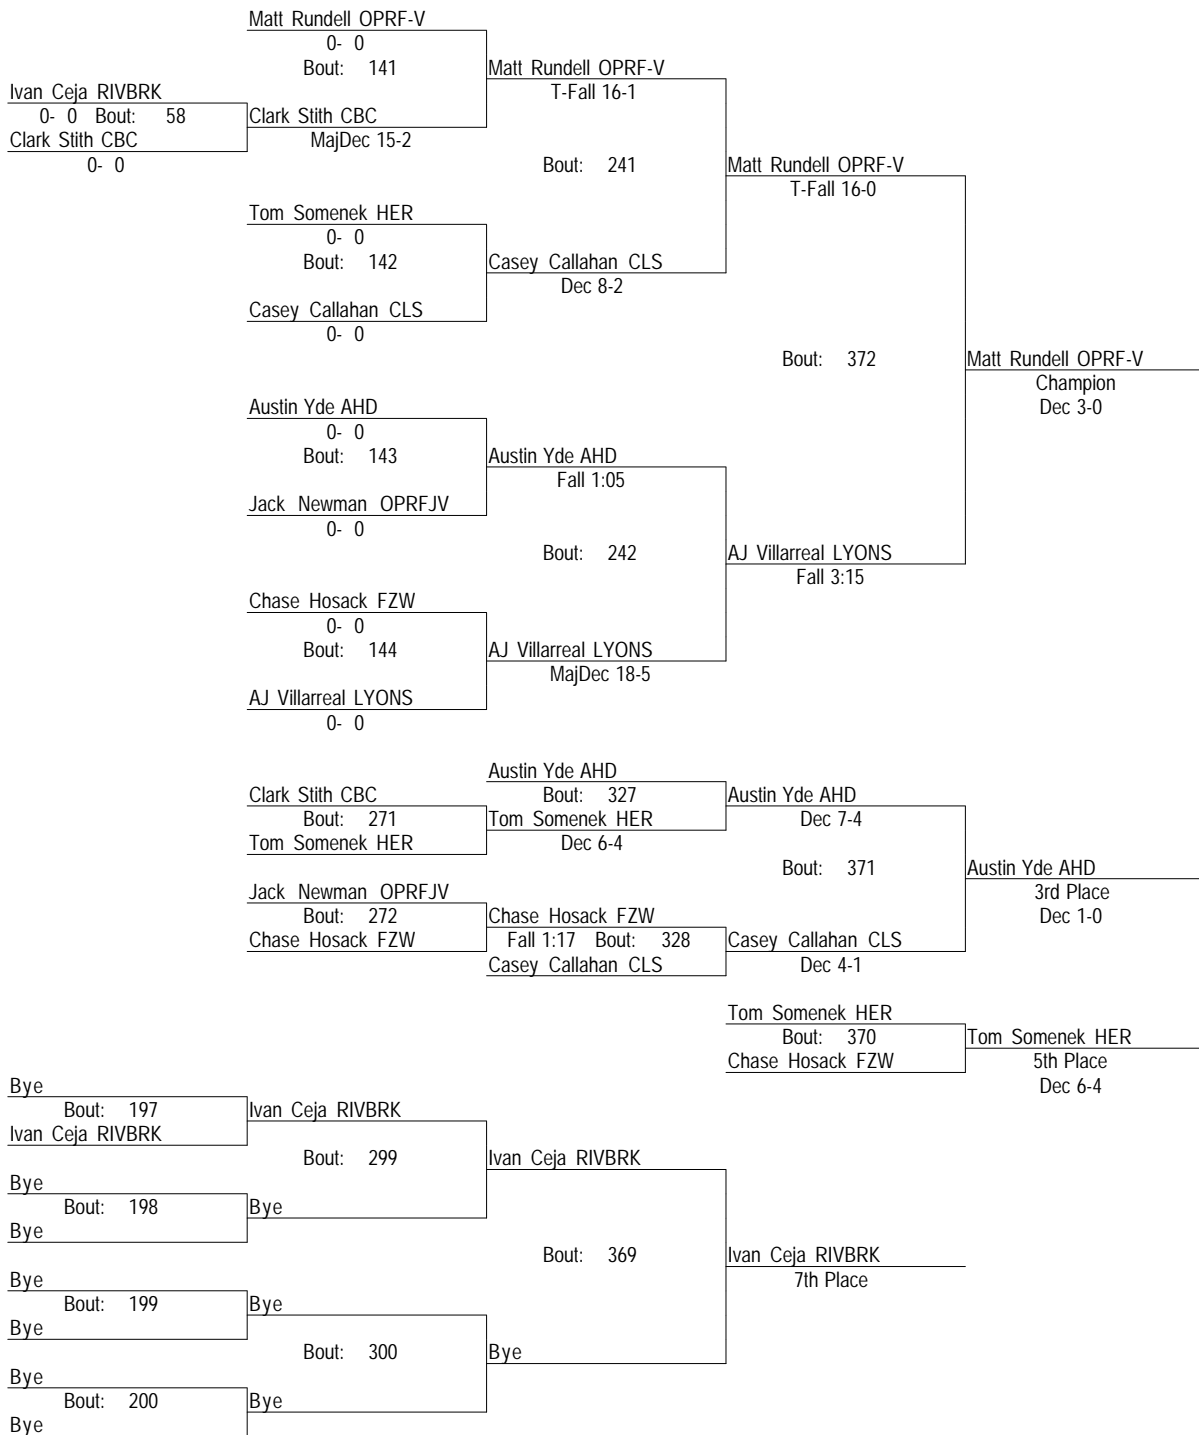 Matt Rundell OPRF-V
0- 0
Bout: 141
Matt Rundell OPRF-V
T-Fall 16-1
Ivan Ceja RIVBRK
0- 0 Bout: 58
Clark Stith CBC
MajDec 15-2
Clark Stith CBC
0- 0
Bout: 241
Matt Rundell OPRF-V
T-Fall 16-0
Tom Somenek HER
0- 0
Bout: 142
Casey Callahan CLS
Dec 8-2
Casey Callahan CLS
0- 0
Bout: 372
Matt Rundell OPRF-V
Champion
Dec 3-0
Austin Yde AHD
0- 0
Bout: 143
Austin Yde AHD
Fall 1:05
Jack Newman OPRFJV
0- 0
Bout: 242
AJ Villarreal LYONS
Fall 3:15
Chase Hosack FZW
0- 0
Bout: 144
AJ Villarreal LYONS
MajDec 18-5
AJ Villarreal LYONS
0- 0
Austin Yde AHD
Clark Stith CBC
Bout: 327
Austin Yde AHD
Bout: 271
Tom Somenek HER
Dec 7-4
Tom Somenek HER
Dec 6-4
Bout: 371
Austin Yde AHD
3rd Place
Dec 1-0
Jack Newman OPRFJV
Bout: 272
Chase Hosack FZW
Chase Hosack FZW
Fall 1:17 Bout: 328
Casey Callahan CLS
Casey Callahan CLS
Dec 4-1
Tom Somenek HER
Bout: 370
Tom Somenek HER
Chase Hosack FZW
5th Place
Dec 6-4
Bye
Bout: 197
Ivan Ceja RIVBRK
Ivan Ceja RIVBRK
Bout: 299
Ivan Ceja RIVBRK
Bye
Bout: 198
Bye
Bye
Bout: 369
Ivan Ceja RIVBRK
7th Place
Bye
Bout: 199
Bye
Bye
Bout: 300
Bye
Bye
Bout: 200
Bye
Bye